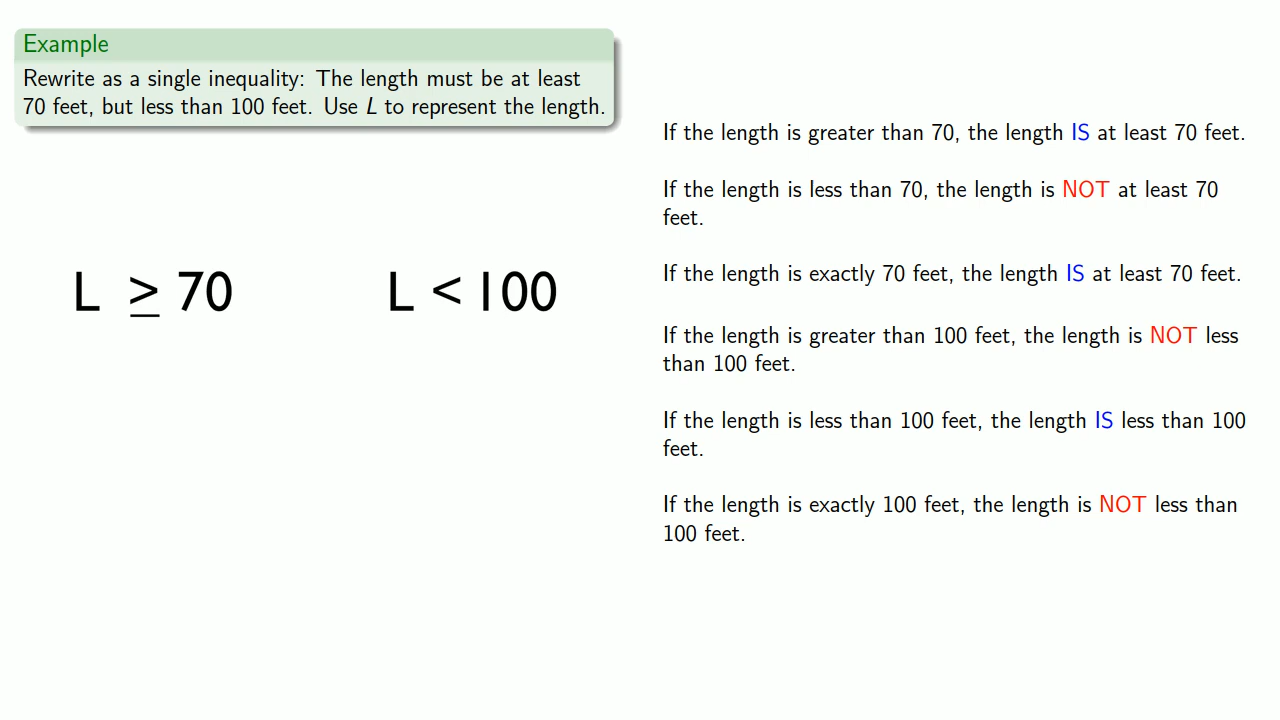 Example
Rewrite as a single inequality: The length must be at least
70 feet, but less than 100 feet. Use L to represent the length.
L ≥ 70
L < 100
If the length is greater than 70, the length IS at least 70 feet.
If the length is less than 70, the length is NOT at least 70
feet.
If the length is exactly 70 feet, the length IS at least 70 feet.
If the length is greater than 100 feet, the length is NOT less
than 100 feet.
If the length is less than 100 feet, the length IS less than 100
feet.
If the length is exactly 100 feet, the length is NOT less than
100 feet.